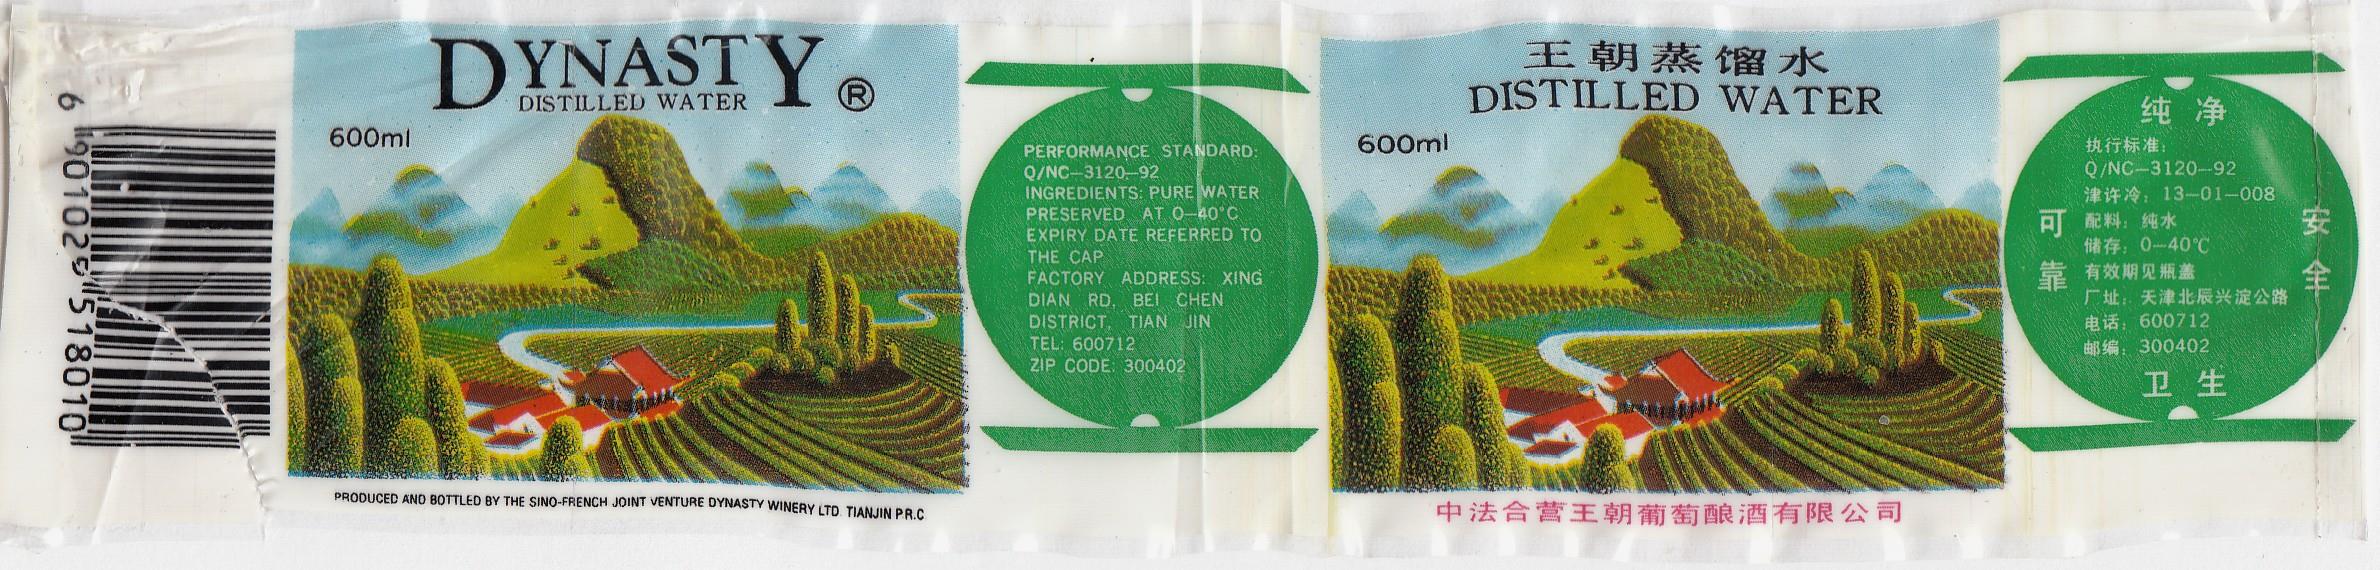 6 901029 518010
DYNASTY ®
DISTILLED WATER
600ml
PRODUCED AND BOTTLED BY THE SINO-FRENCH JOINT VENTURE DYNASTY WINERY LTD. TIANJIN P.R.C
PERFORMANCE STANDARD:
Q/NC—3120—92
INGREDIENTS: PURE WATER
PRESERVED AT 0—40°C
EXPIRY DATE REFERRED TO
THE CAP
FACTORY ADDRESS: XING
DIAN RD, BEI CHEN
DISTRICT, TIAN JIN
TEL: 600712
ZIP CODE: 300402
王朝蒸馏水
DISTILLED WATER
600ml
中法合营王朝葡萄酿酒有限公司
纯净
执行标准:
Q/NC—3120—92
津许冷: 13—01—008
配料: 纯水
储存: 0—40℃
有效期见瓶盖
厂址: 天津北辰兴淀公路
电话: 600712
邮编: 300402
可靠
安全
卫生